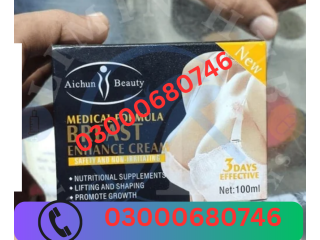 New
Aichun Beauty
MEDICAL FORMULA
BREAST
ENHANCE CREAM
SAFETY AND NON-IRRITATING
NUTRITIONAL SUPPLEMENTS
LIFTING AND SHAPING
PROMOTE GROWTH
3 DAYS
EFFECTIVE
Net:100ml
03000680746
03000680746